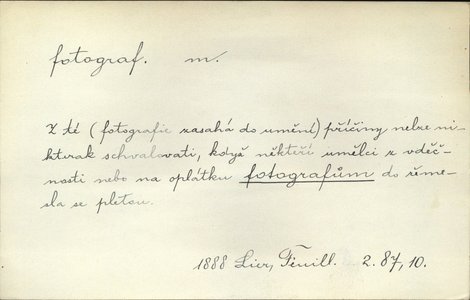 fotograf. m.
Z té (fotografie zasahá do umění) příčiny nelze ni-
kterak schvalovati, když někteří umělci z vděč-
nosti nebo na oplátku fotografům do řeme-
sla se pletou.
1888 Lier, Feuill. 2. 87, 10.